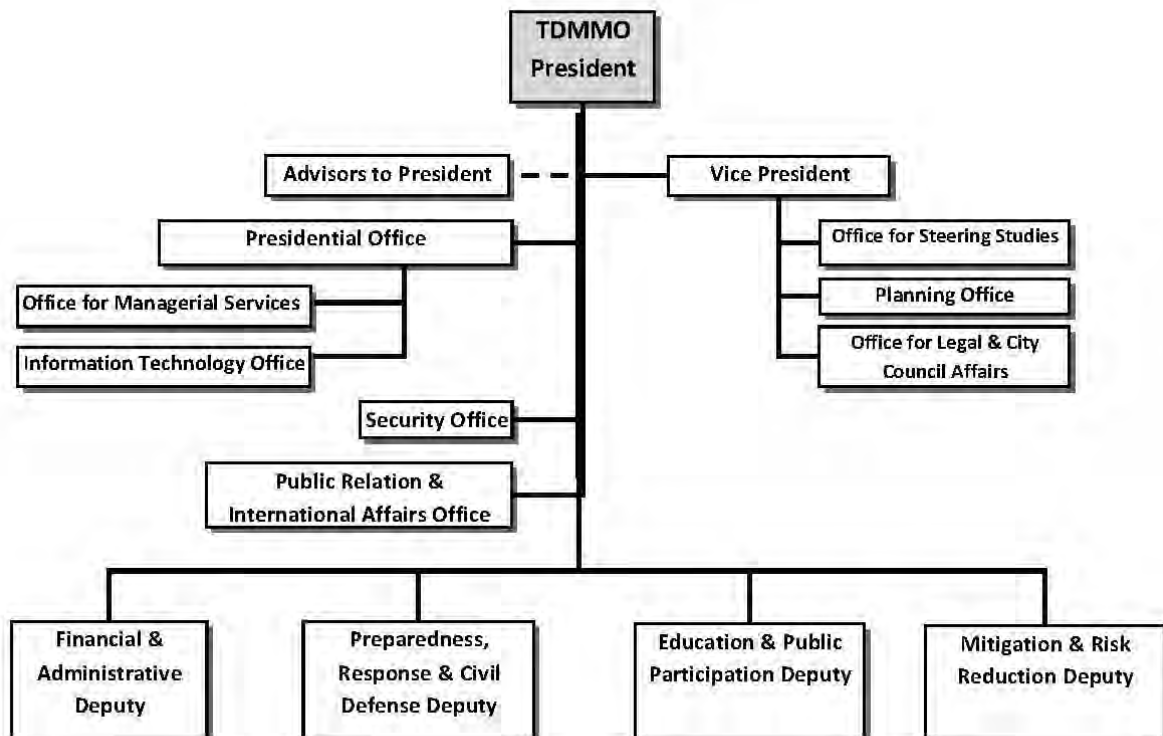 TDMMO
President
Advisors to President
Vice President
Presidential Office
Office for Steering Studies
Office for Managerial Services
Planning Office
Information Technology Office
Office for Legal & City
Council Affairs
Security Office
Public Relation &
International Affairs Office
Financial &
Administrative
Deputy
Preparedness,
Response & Civil
Defense Deputy
Education & Public
Participation Deputy
Mitigation & Risk
Reduction Deputy